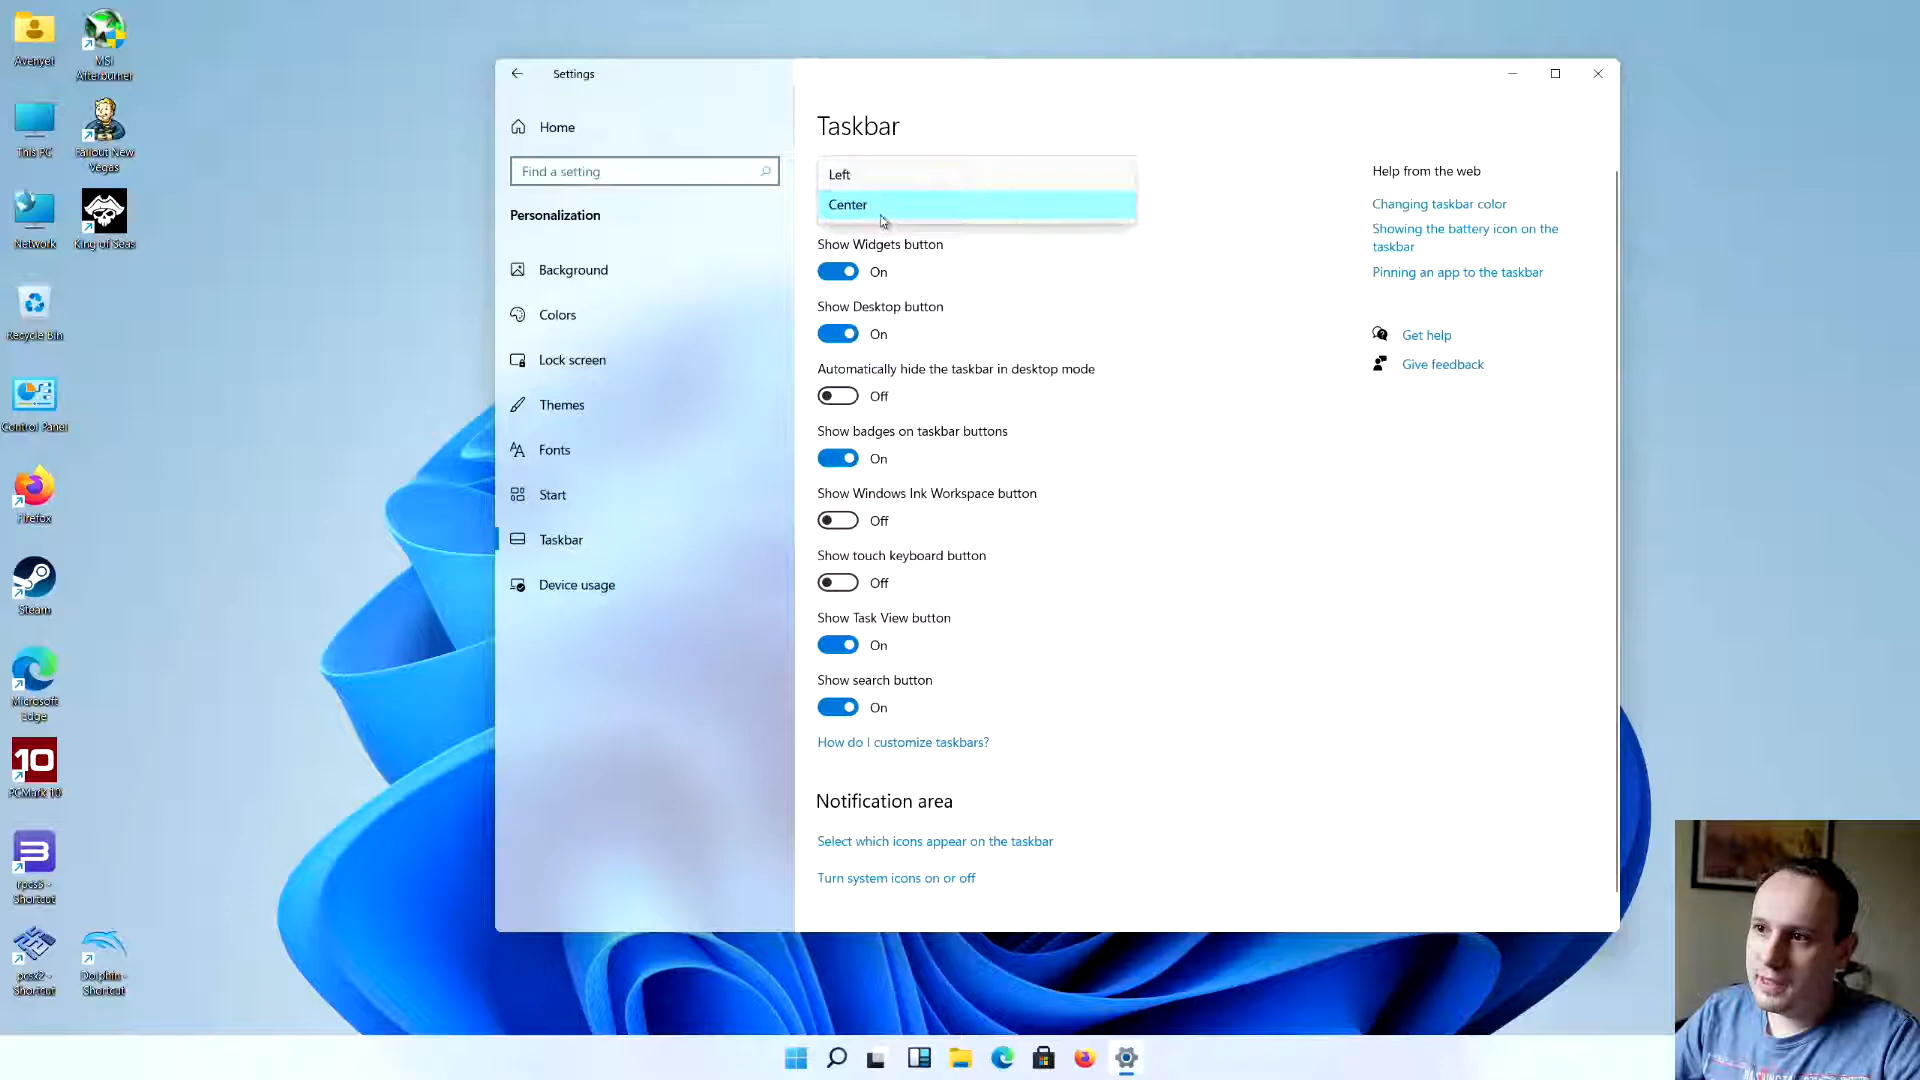 Avenyet
MSI
Afterburner
This PC
Fallout New
Vegas
Network
King of Seas
Recycle Bin
Control Panel
Firefox
Steam
Microsoft
Edge
10
PCMark 10
rpcs3 -
Shortcut
pcsx2 -
Shortcut
Dolphin -
Shortcut
Settings
Home
Find a setting
Personalization
Background
Colors
Lock screen
Themes
Fonts
Start
Taskbar
Device usage
Taskbar
Left
Center
Show Widgets button
On
Show Desktop button
On
Automatically hide the taskbar in desktop mode
Off
Show badges on taskbar buttons
On
Show Windows Ink Workspace button
Off
Show touch keyboard button
Off
Show Task View button
On
Show search button
On
How do I customize taskbars?
Notification area
Select which icons appear on the taskbar
Turn system icons on or off
Help from the web
Changing taskbar color
Showing the battery icon on the
taskbar
Pinning an app to the taskbar
Get help
Give feedback